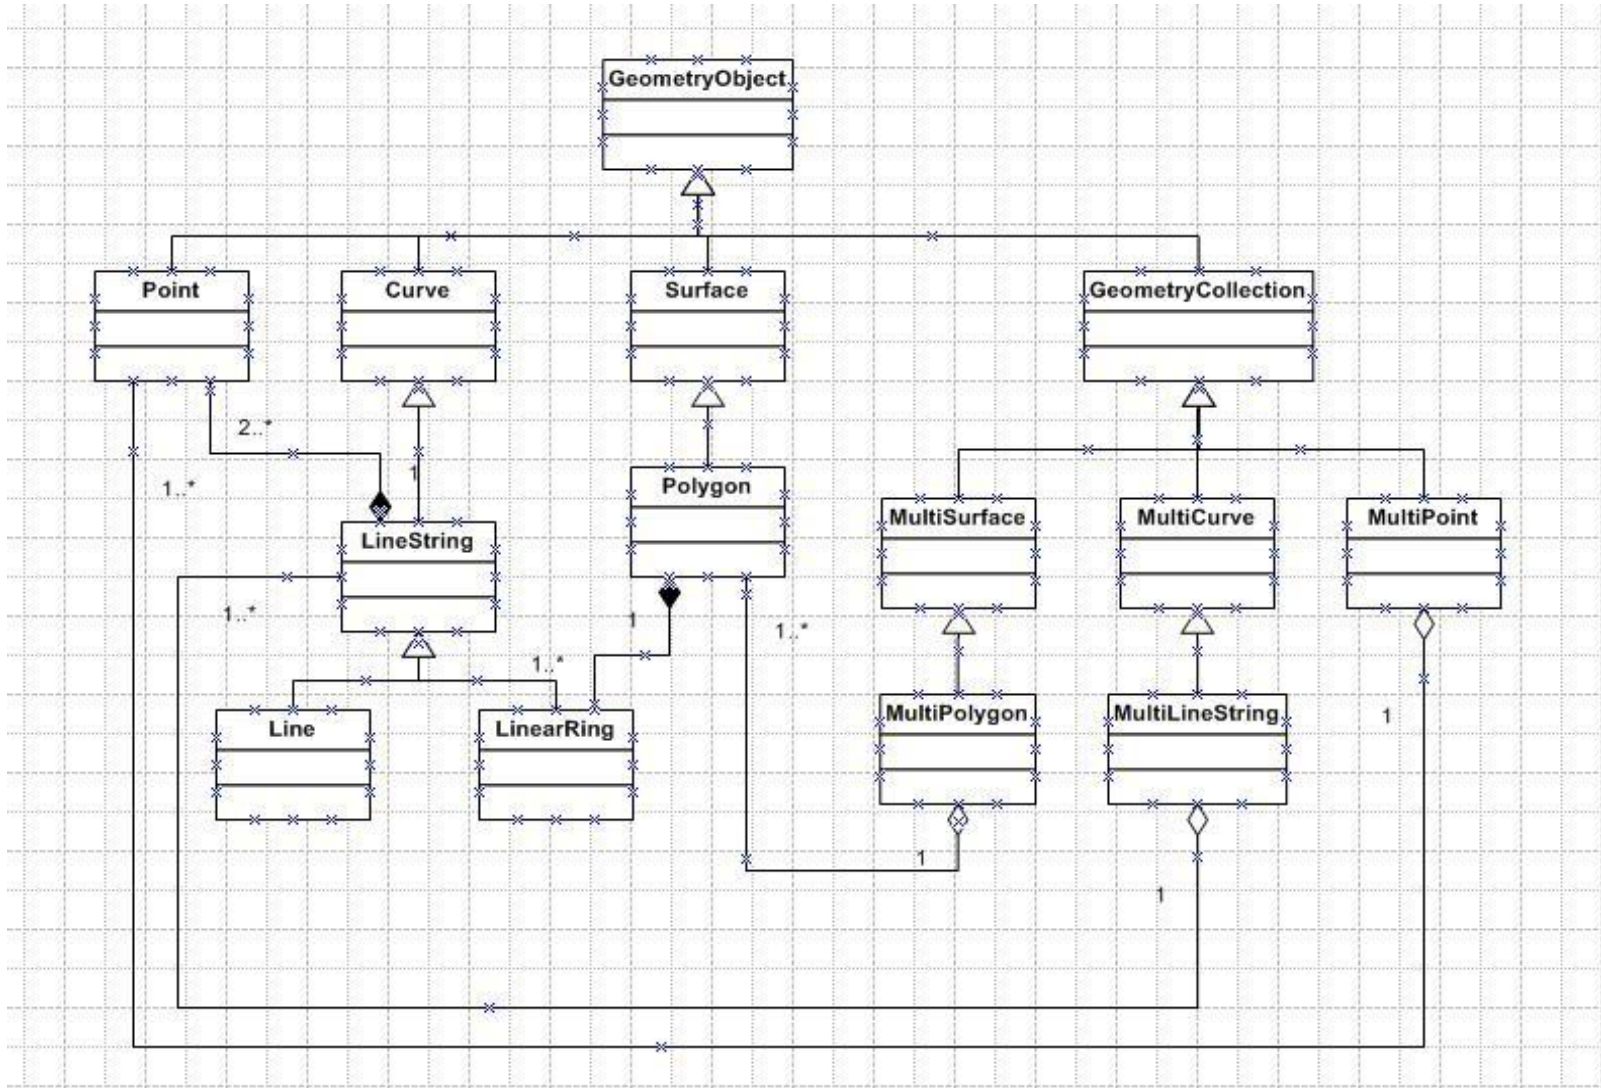 GeometryObject
Point
Curve
Surface
GeometryCollection
2..*
1
1..*
Polygon
MultiSurface
MultiCurve
MultiPoint
LineString
1..*
1
1..*
1..*
MultiPolygon
MultiLineString
1
Line
LinearRing
1
1